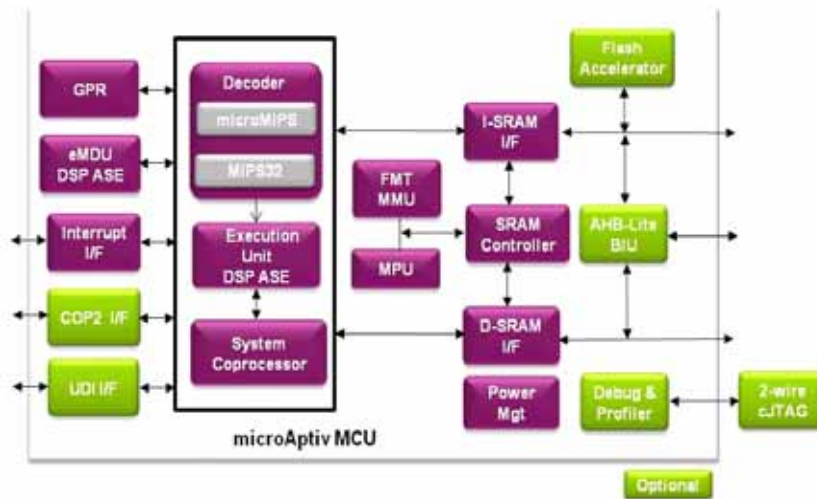 Flash
Accelerator
Decoder
GPR
microMIPS
I-SRAM
I/F
eMDU
DSP ASE
MIPS32
FMT
MMU
Interrupt
I/F
Execution
Unit
DSP ASE
SRAM
Controller
AHB-Lite
BIU
MPU
COP2 I/F
System
Coprocessor
D-SRAM
I/F
UDI I/F
Power
Mgt
Debug &
Profiler
2-wire
cJTAG
microAptiv MCU
Optional